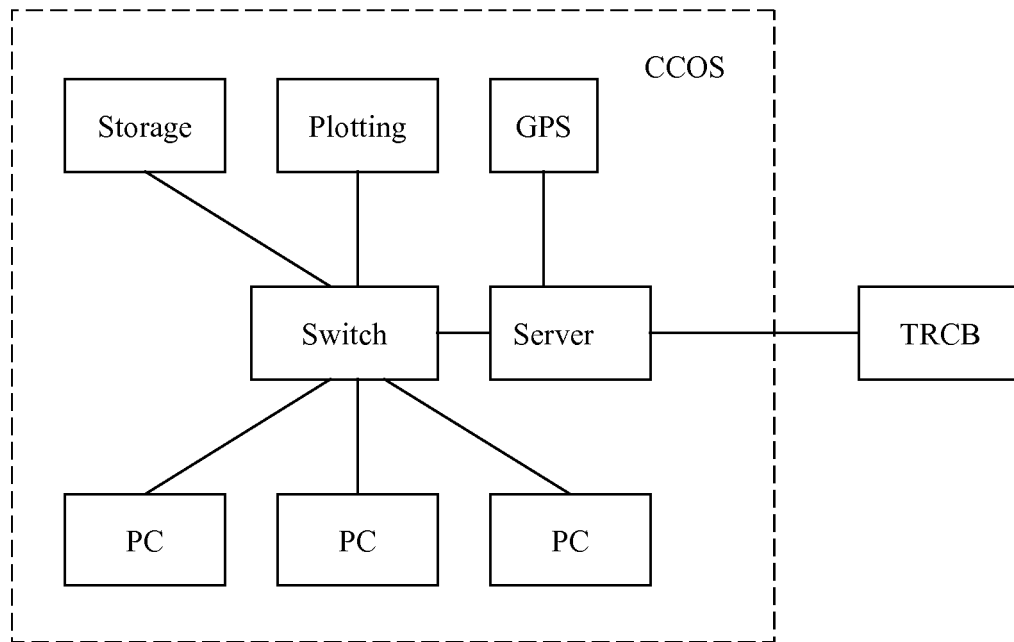 CCOS
Storage
Plotting
GPS
Switch
Server
TRCB
PC
PC
PC